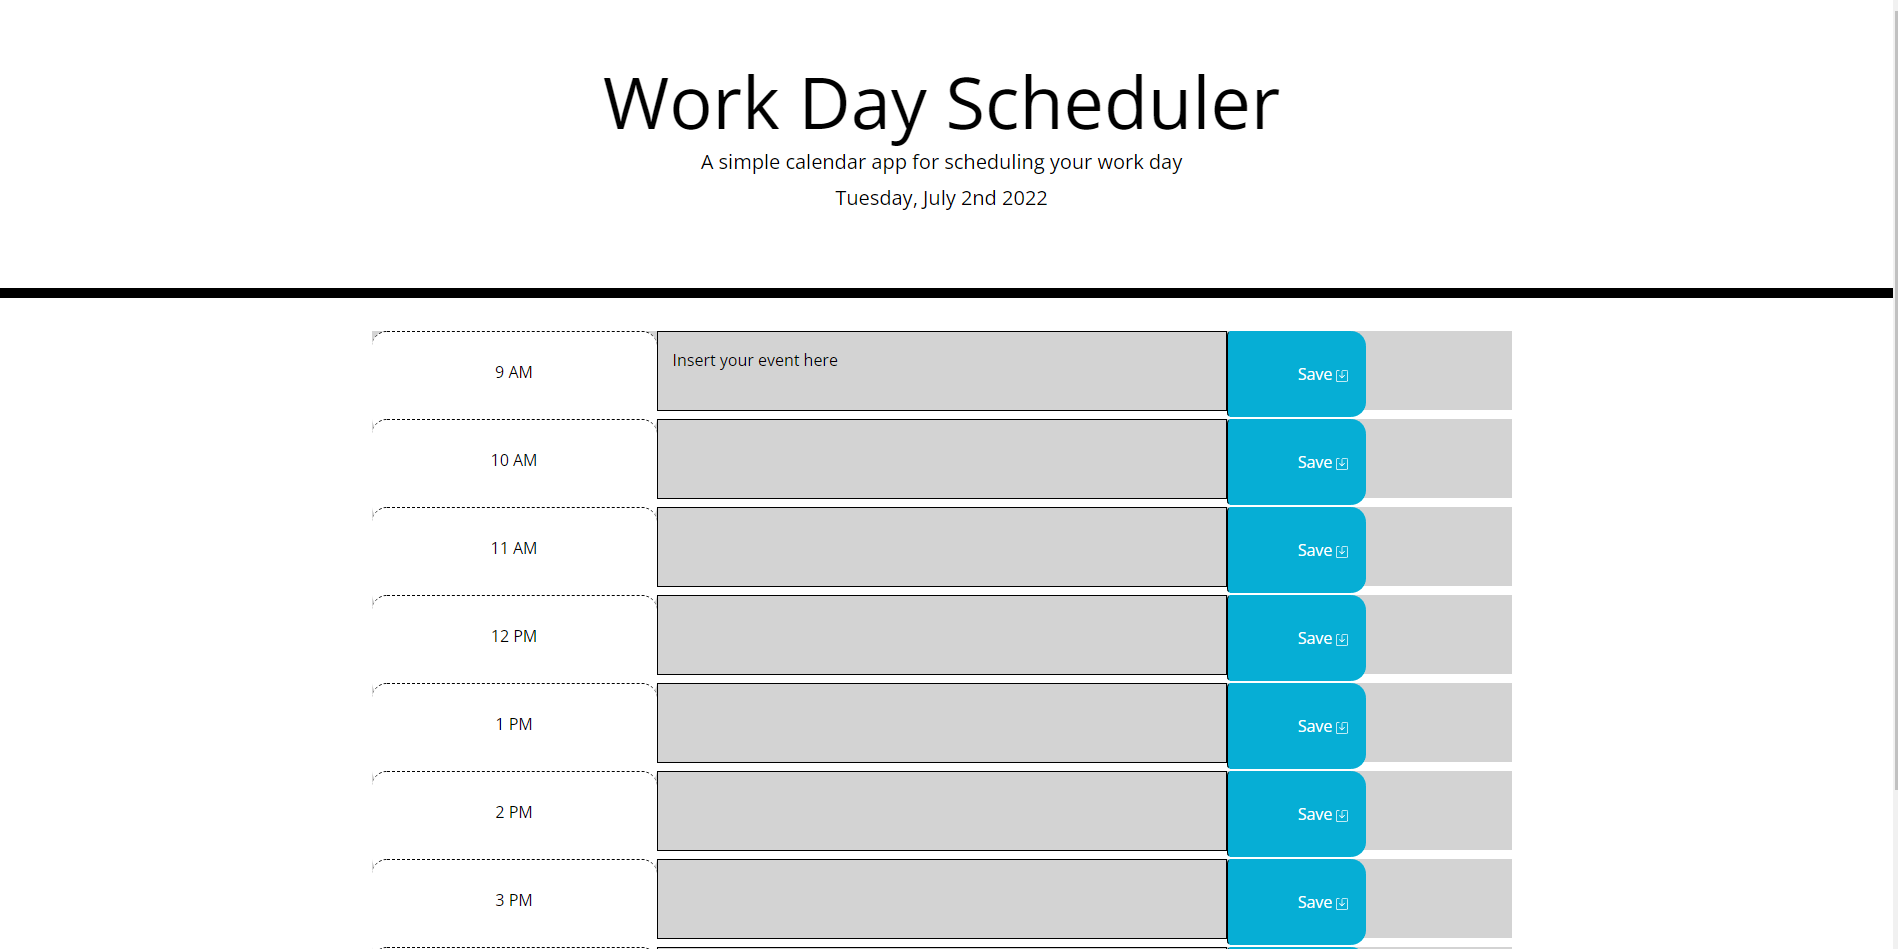 Work Day Scheduler
A simple calendar app for scheduling your work day
Tuesday, July 2nd 2022
9 AM
Insert your event here
Save
10 AM
Save
11 AM
Save
12 PM
Save
1 PM
Save
2 PM
Save
3 PM
Save